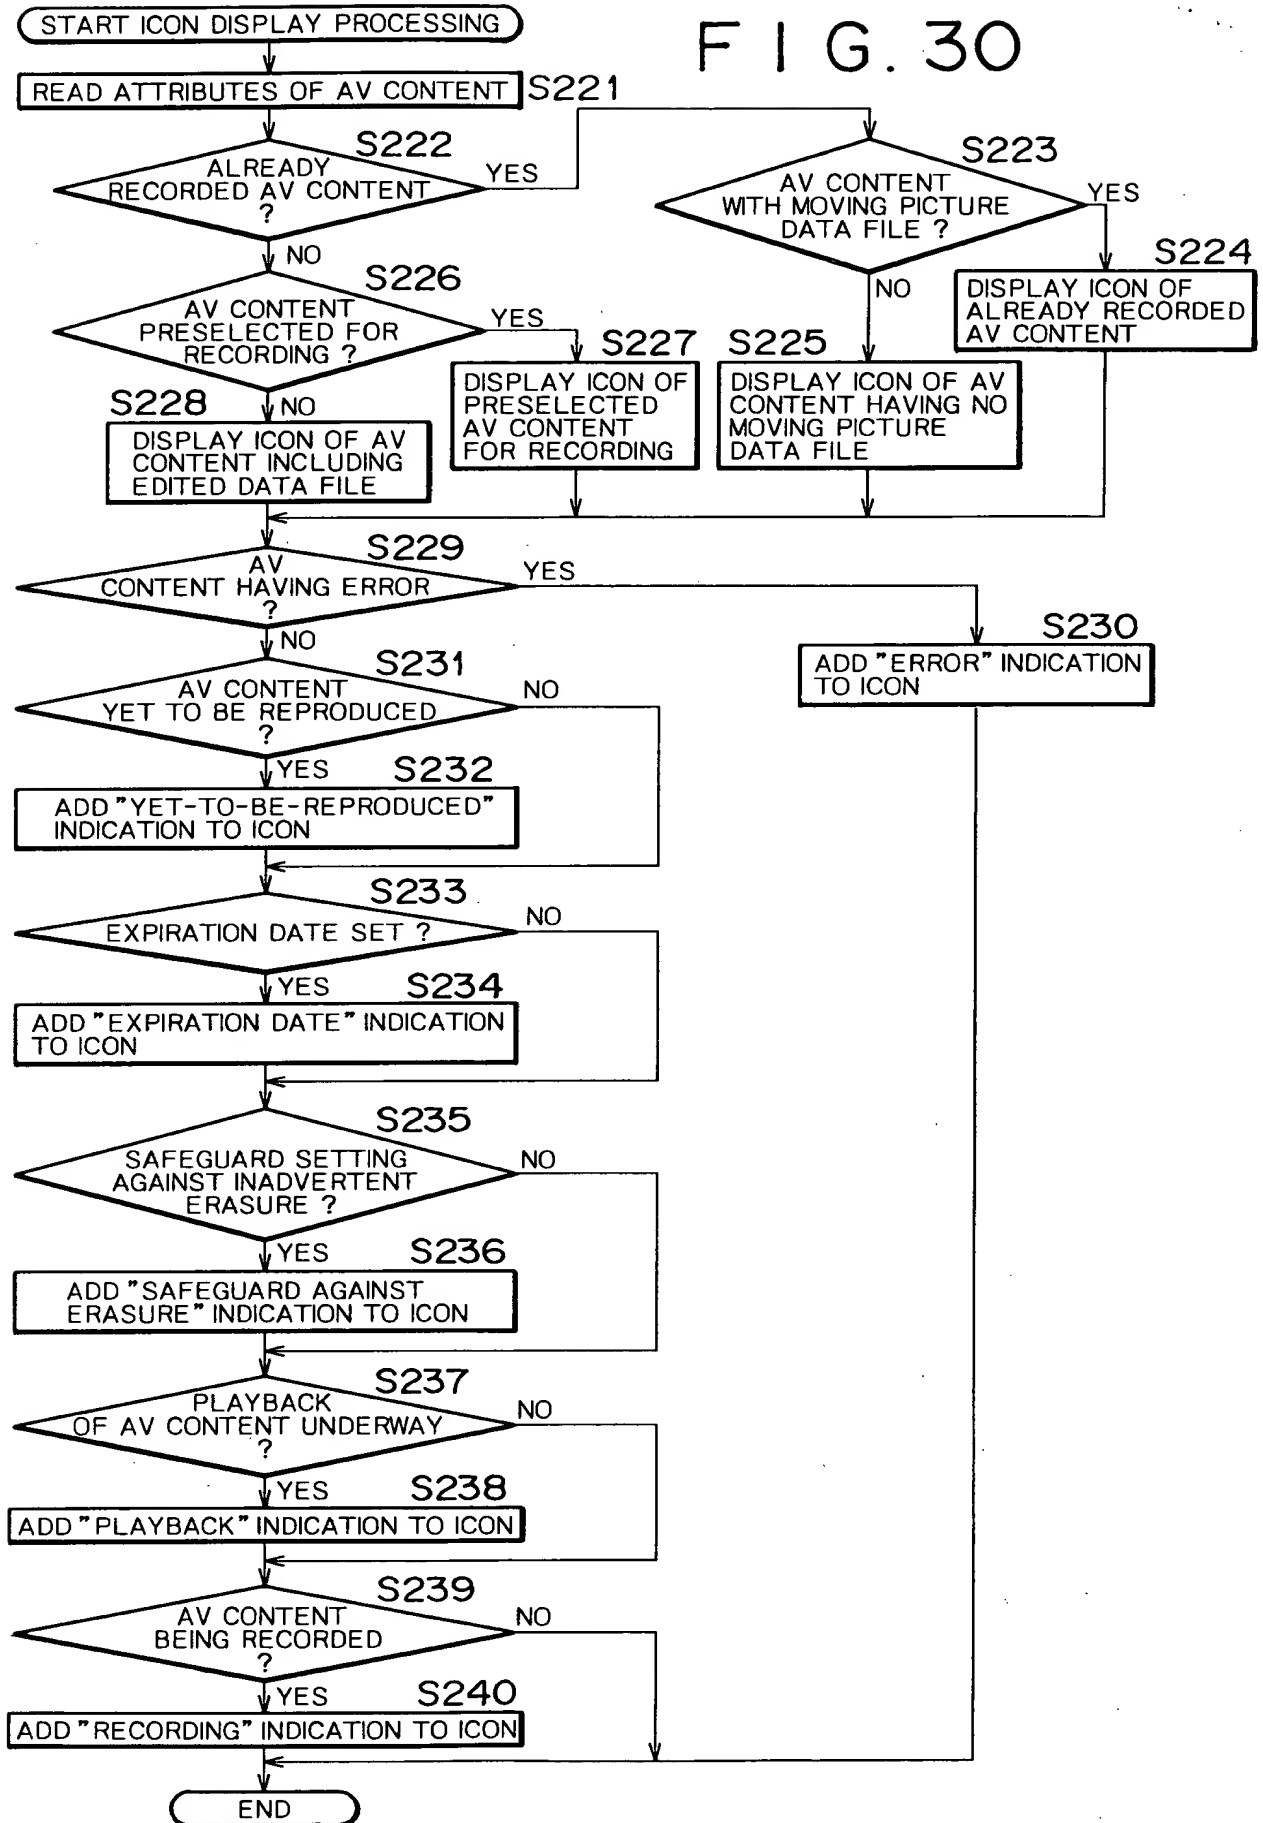 FIG. 30
START ICON DISPLAY PROCESSING
READ ATTRIBUTES OF AV CONTENT
S221
S222
ALREADY
RECORDED AV CONTENT
?
YES
NO
S223
AV CONTENT
WITH MOVING PICTURE
DATA FILE ?
YES
NO
S224
DISPLAY ICON OF
ALREADY RECORDED
AV CONTENT
S226
AV CONTENT
PRESELECTED FOR
RECORDING ?
YES
NO
S227
DISPLAY ICON OF
PRESELECTED
AV CONTENT
FOR RECORDING
S225
DISPLAY ICON OF AV
CONTENT HAVING NO
MOVING PICTURE
DATA FILE
S228
DISPLAY ICON OF AV
CONTENT INCLUDING
EDITED DATA FILE
S229
AV
CONTENT HAVING ERROR
?
YES
NO
S230
ADD "ERROR" INDICATION
TO ICON
S231
AV CONTENT
YET TO BE REPRODUCED
?
NO
YES
S232
ADD "YET-TO-BE-REPRODUCED"
INDICATION TO ICON
S233
EXPIRATION DATE SET ?
NO
YES
S234
ADD "EXPIRATION DATE" INDICATION
TO ICON
S235
SAFEGUARD SETTING
AGAINST INADVERTENT
ERASURE ?
NO
YES
S236
ADD "SAFEGUARD AGAINST
ERASURE" INDICATION TO ICON
S237
PLAYBACK
OF AV CONTENT UNDERWAY
?
NO
YES
S238
ADD "PLAYBACK" INDICATION TO ICON
S239
AV CONTENT
BEING RECORDED
?
NO
YES
S240
ADD "RECORDING" INDICATION TO ICON
END